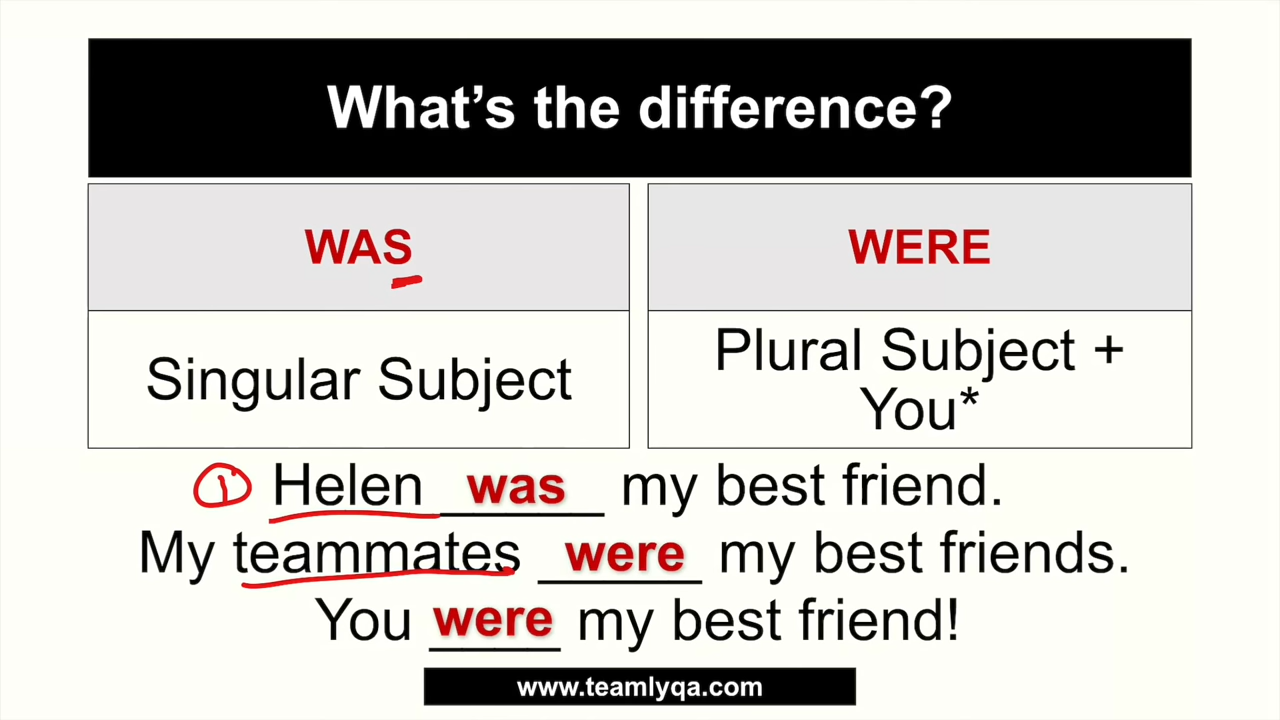 What's the difference?
WAS
WERE
Singular Subject
Plural Subject +
You*
1 Helen was my best friend.
My teammates were my best friends.
You were my best friend!
www.teamlyqa.com